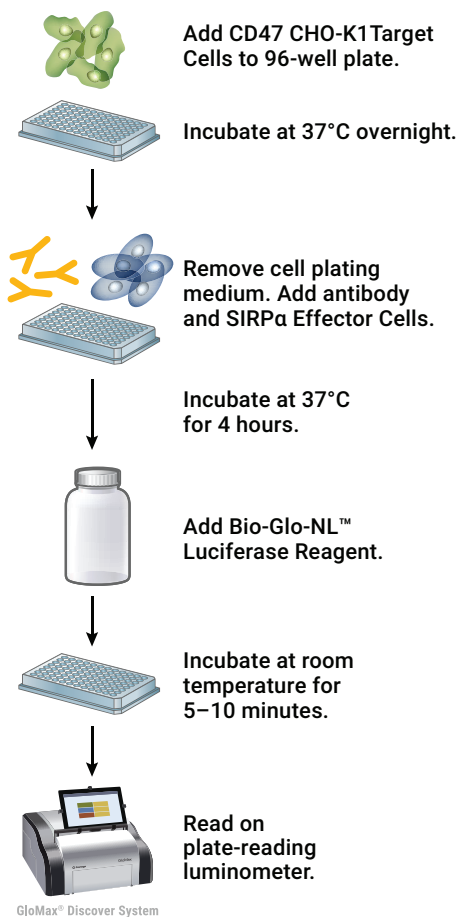 Add CD47 CHO-K1Target
Cells to 96-well plate.
Incubate at 37°C overnight.
Remove cell plating
medium. Add antibody
and SIRPα Effector Cells.
Incubate at 37°C
for 4 hours.
Add Bio-Glo-NL™
Luciferase Reagent.
Incubate at room
temperature for
5–10 minutes.
Read on
plate-reading
luminometer.
GloMax® Discover System